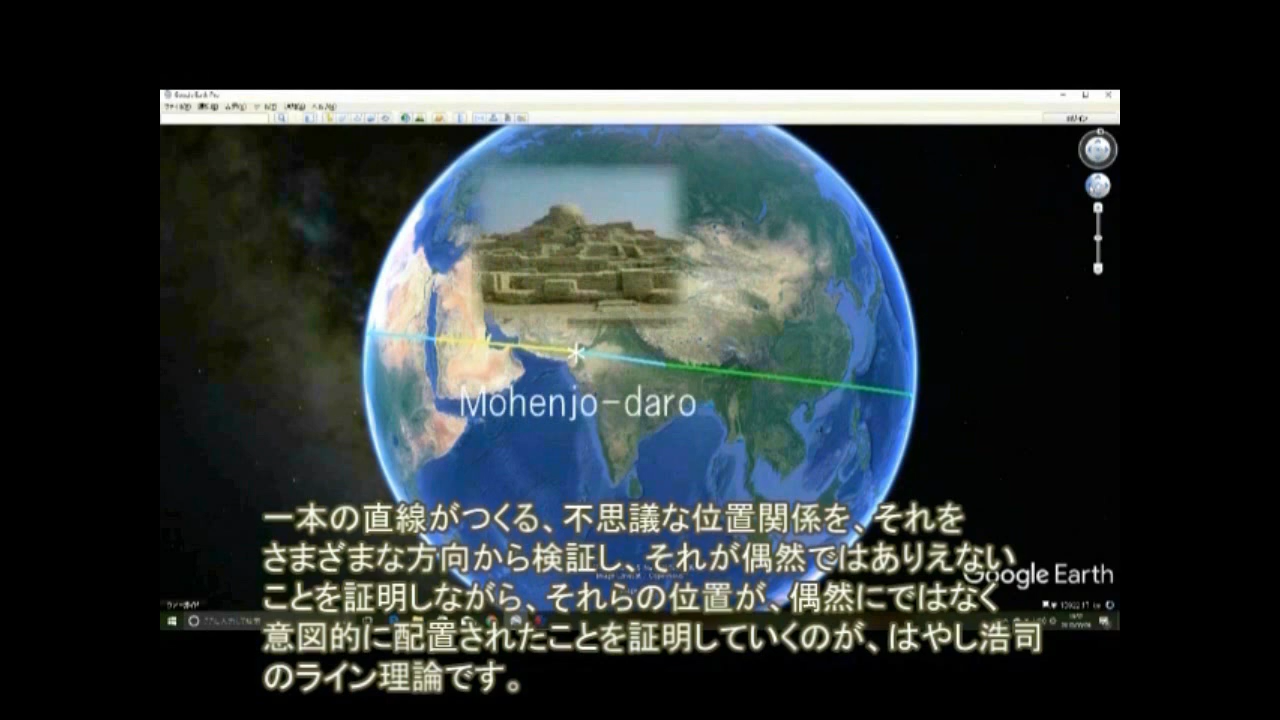 Google Earth Pro
Mohenjo-daro
一本の直線がつくる、不思議な位置関係を、それを
さまざまな方向から検証し、それが偶然ではありえない
Google Earth
ことを証明しながら、それらの位置が、偶然にではなく
意図的に配置されたことを証明していくのが、はやし浩司
のライン理論です。